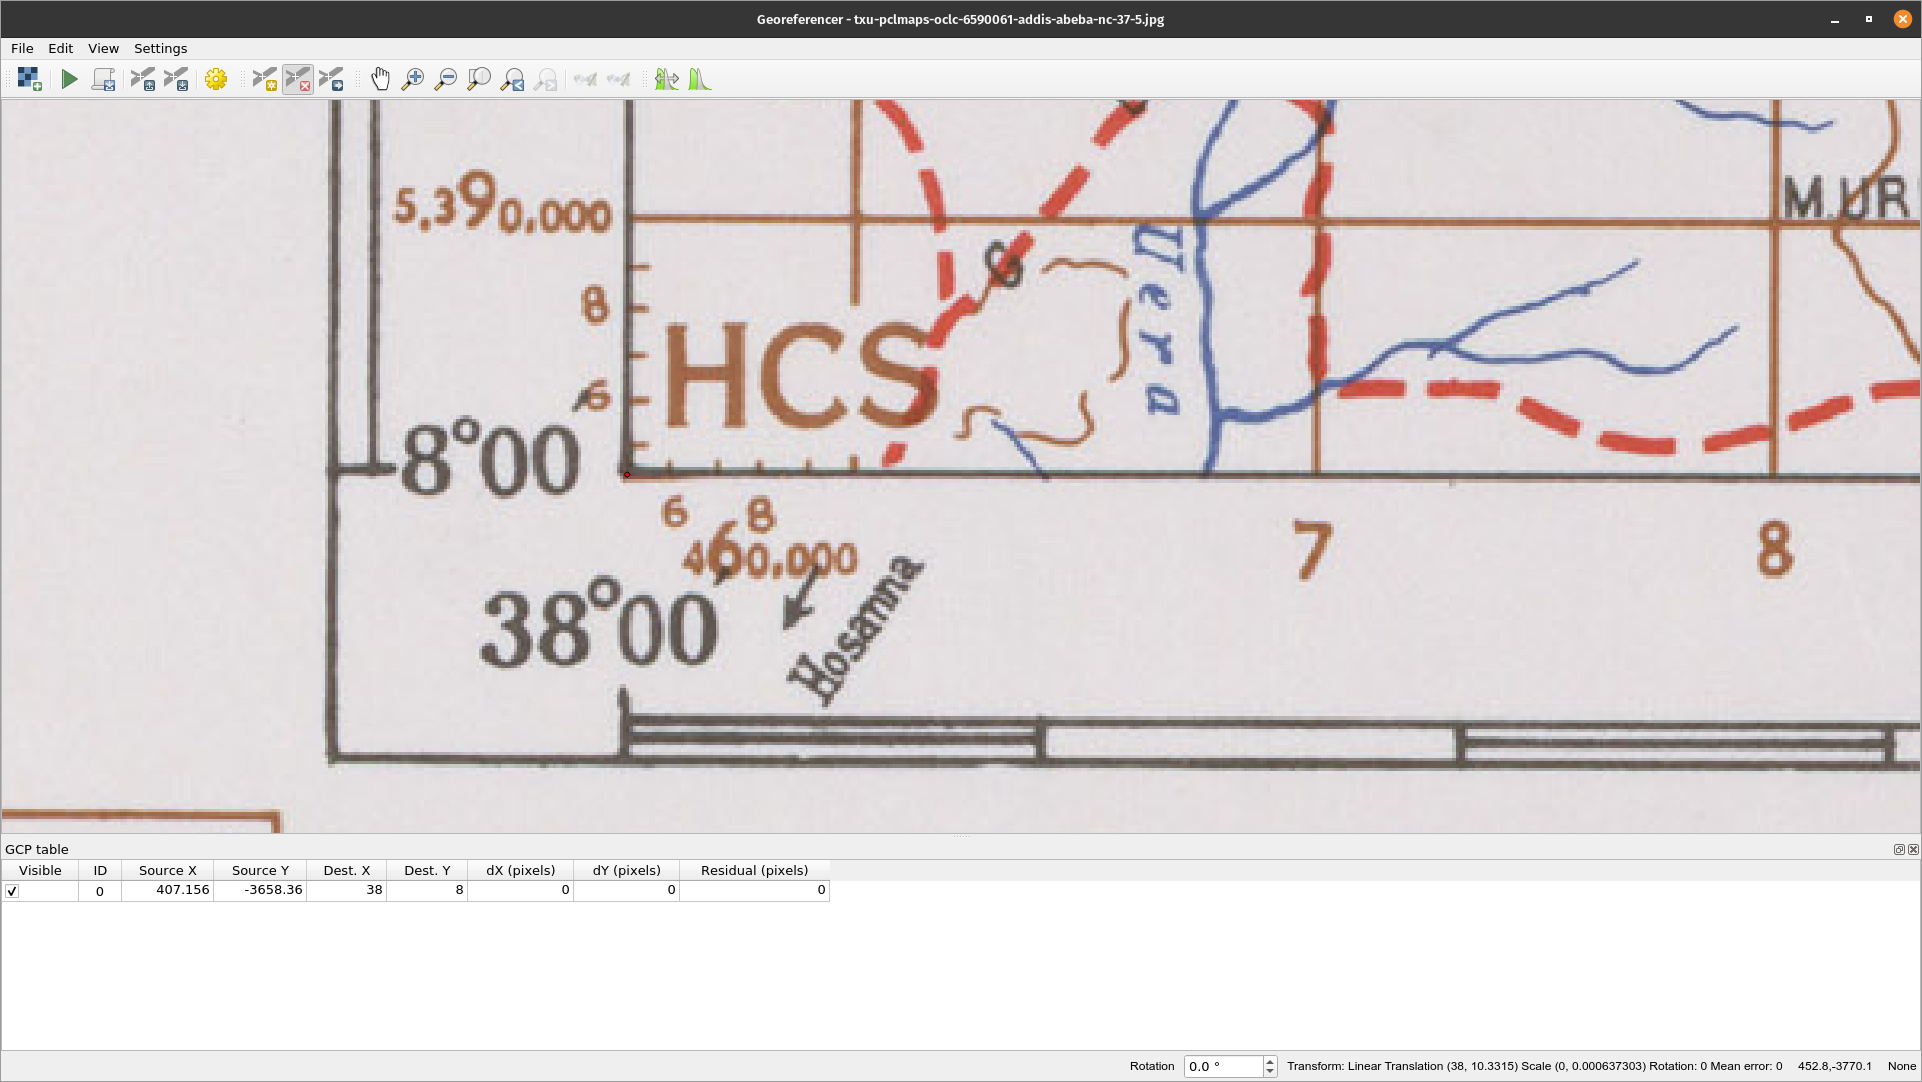 Georeferencer - txu-pclmaps-oclc-6590061-addis-abeba-nc-37-5.jpg
File Edit View Settings
5,390,000
M.UR
Uera
8
HCS
6
8°00′
6 8
460,000
7
8
38°00′
Hosanna
GCP table
Visible ID Source X Source Y Dest. X Dest. Y dX (pixels) dY (pixels) Residual (pixels)
0 407.156 -3658.36 38 8 0 0 0
Rotation 0.0 ° Transform: Linear Translation (38, 10.3315) Scale (0, 0.000637303) Rotation: 0 Mean error: 0 452.8,-3770.1 None